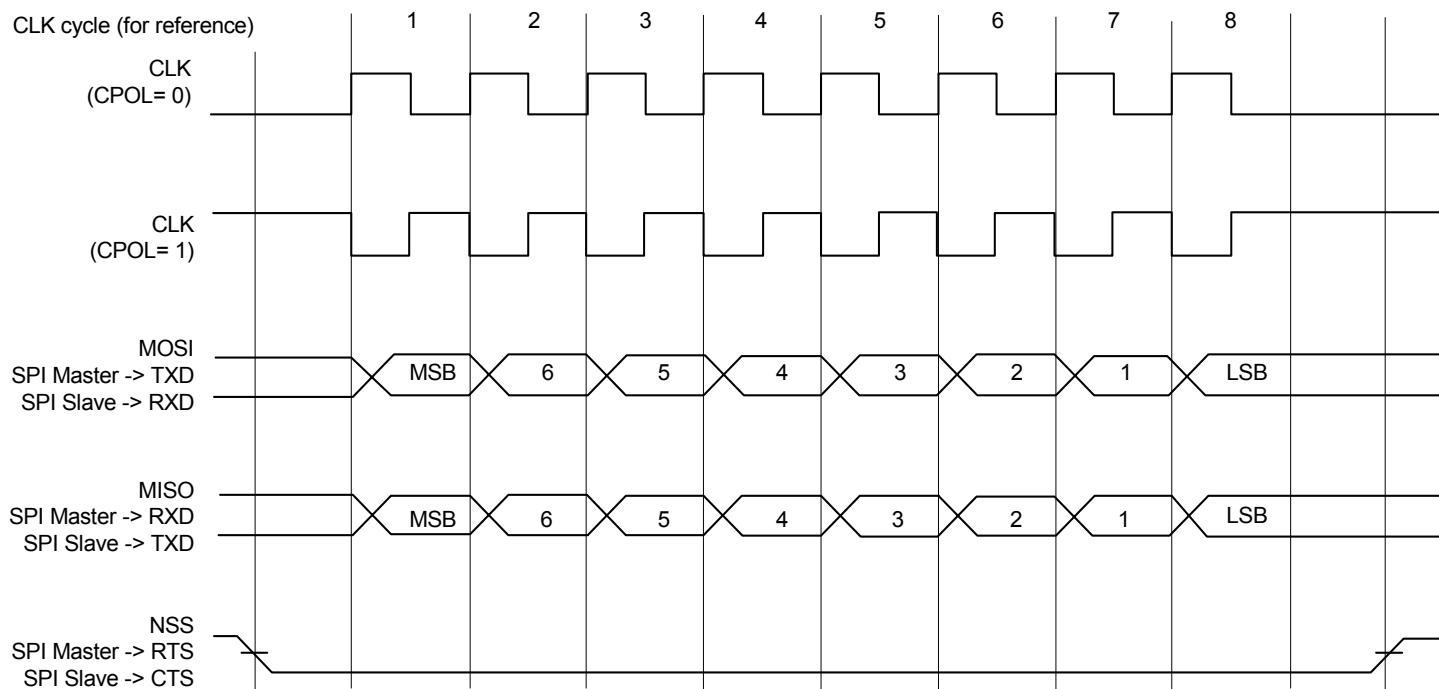 CLK cycle (for reference) 1 2 3 4 5 6 7 8
CLK
(CPOL= 0)
CLK
(CPOL= 1)
MOSI
SPI Master -> TXD
SPI Slave -> RXD
MSB 6 5 4 3 2 1 LSB
MISO
SPI Master -> RXD
SPI Slave -> TXD
MSB 6 5 4 3 2 1 LSB
NSS
SPI Master -> RTS
SPI Slave -> CTS